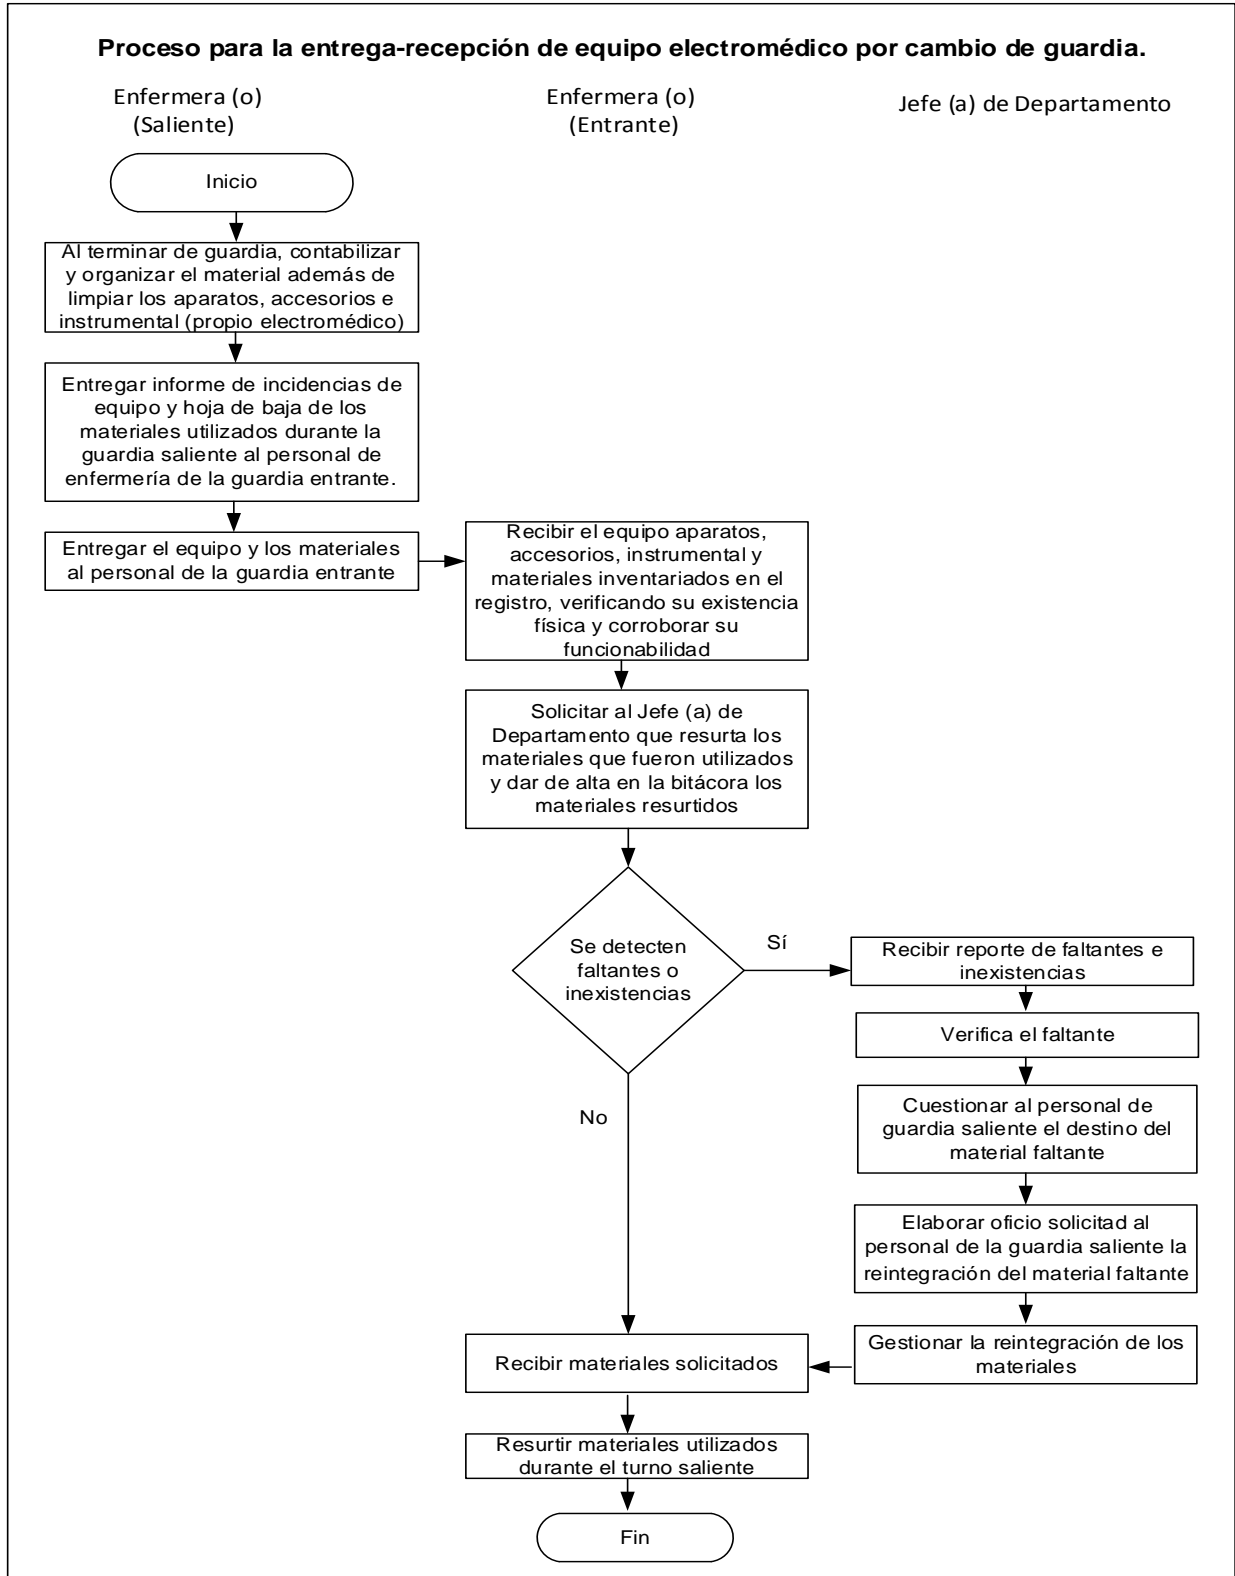 Proceso para la entrega-recepción de equipo electromédico por cambio de guardia.
Enfermera (o)
(Saliente)
Enfermera (o)
(Entrante)
Jefe (a) de Departamento
Inicio
Al terminar de guardia, contabilizar
y organizar el material además de
limpiar los aparatos, accesorios e
instrumental (propio electromédico)
Entregar informe de incidencias de
equipo y hoja de baja de los
materiales utilizados durante la
guardia saliente al personal de
enfermería de la guardia entrante.
Entregar el equipo y los materiales
al personal de la guardia entrante
Recibir el equipo aparatos,
accesorios, instrumental y
materiales inventariados en el
registro, verificando su existencia
física y corroborar su
funcionabilidad
Solicitar al Jefe (a) de
Departamento que resurta los
materiales que fueron utilizados
y dar de alta en la bitácora los
materiales resurtidos
Se detecten
faltantes o
inexistencias
Sí
Recibir reporte de faltantes e
inexistencias
Verifica el faltante
Cuestionar al personal de
guardia saliente el destino del
material faltante
Elaborar oficio solicitad al
personal de la guardia saliente la
reintegración del material faltante
Gestionar la reintegración de los
materiales
No
Recibir materiales solicitados
Resurtir materiales utilizados
durante el turno saliente
Fin